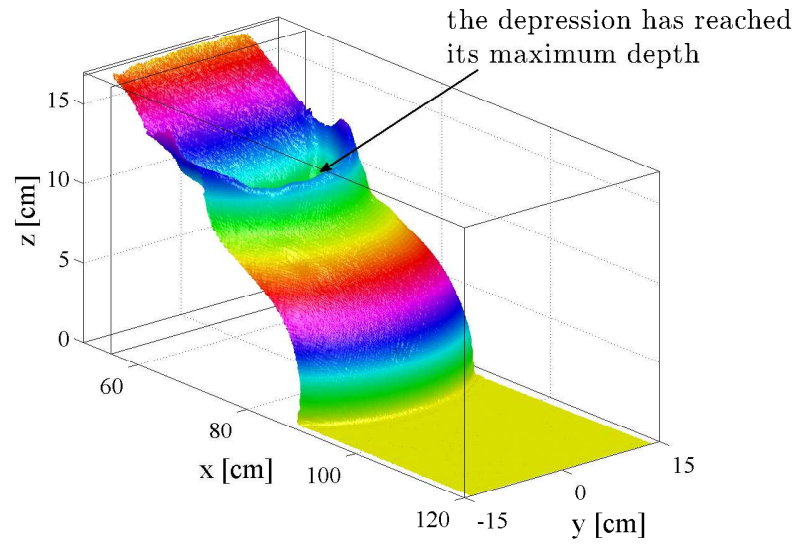 the depression has reached
its maximum depth
15
10
5
0
z [cm]
60
80
100
120
x [cm]
-15
0
15
y [cm]